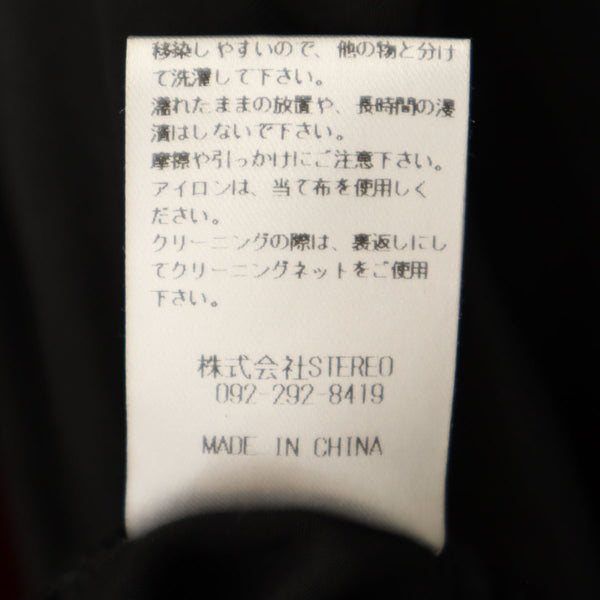 移染しやすいので、他の物と分け
て洗濯して下さい。
濡れたままの放置や、長時間の浸
漬はしないで下さい。
摩擦や引っかけにご注意下さい。
アイロンは、当て布を使用しく
ださい。
クリーニングの際は、裏返しにし
てクリーニングネットをご使用
下さい。
株式会社STEREO
092-292-8419
MADE IN CHINA